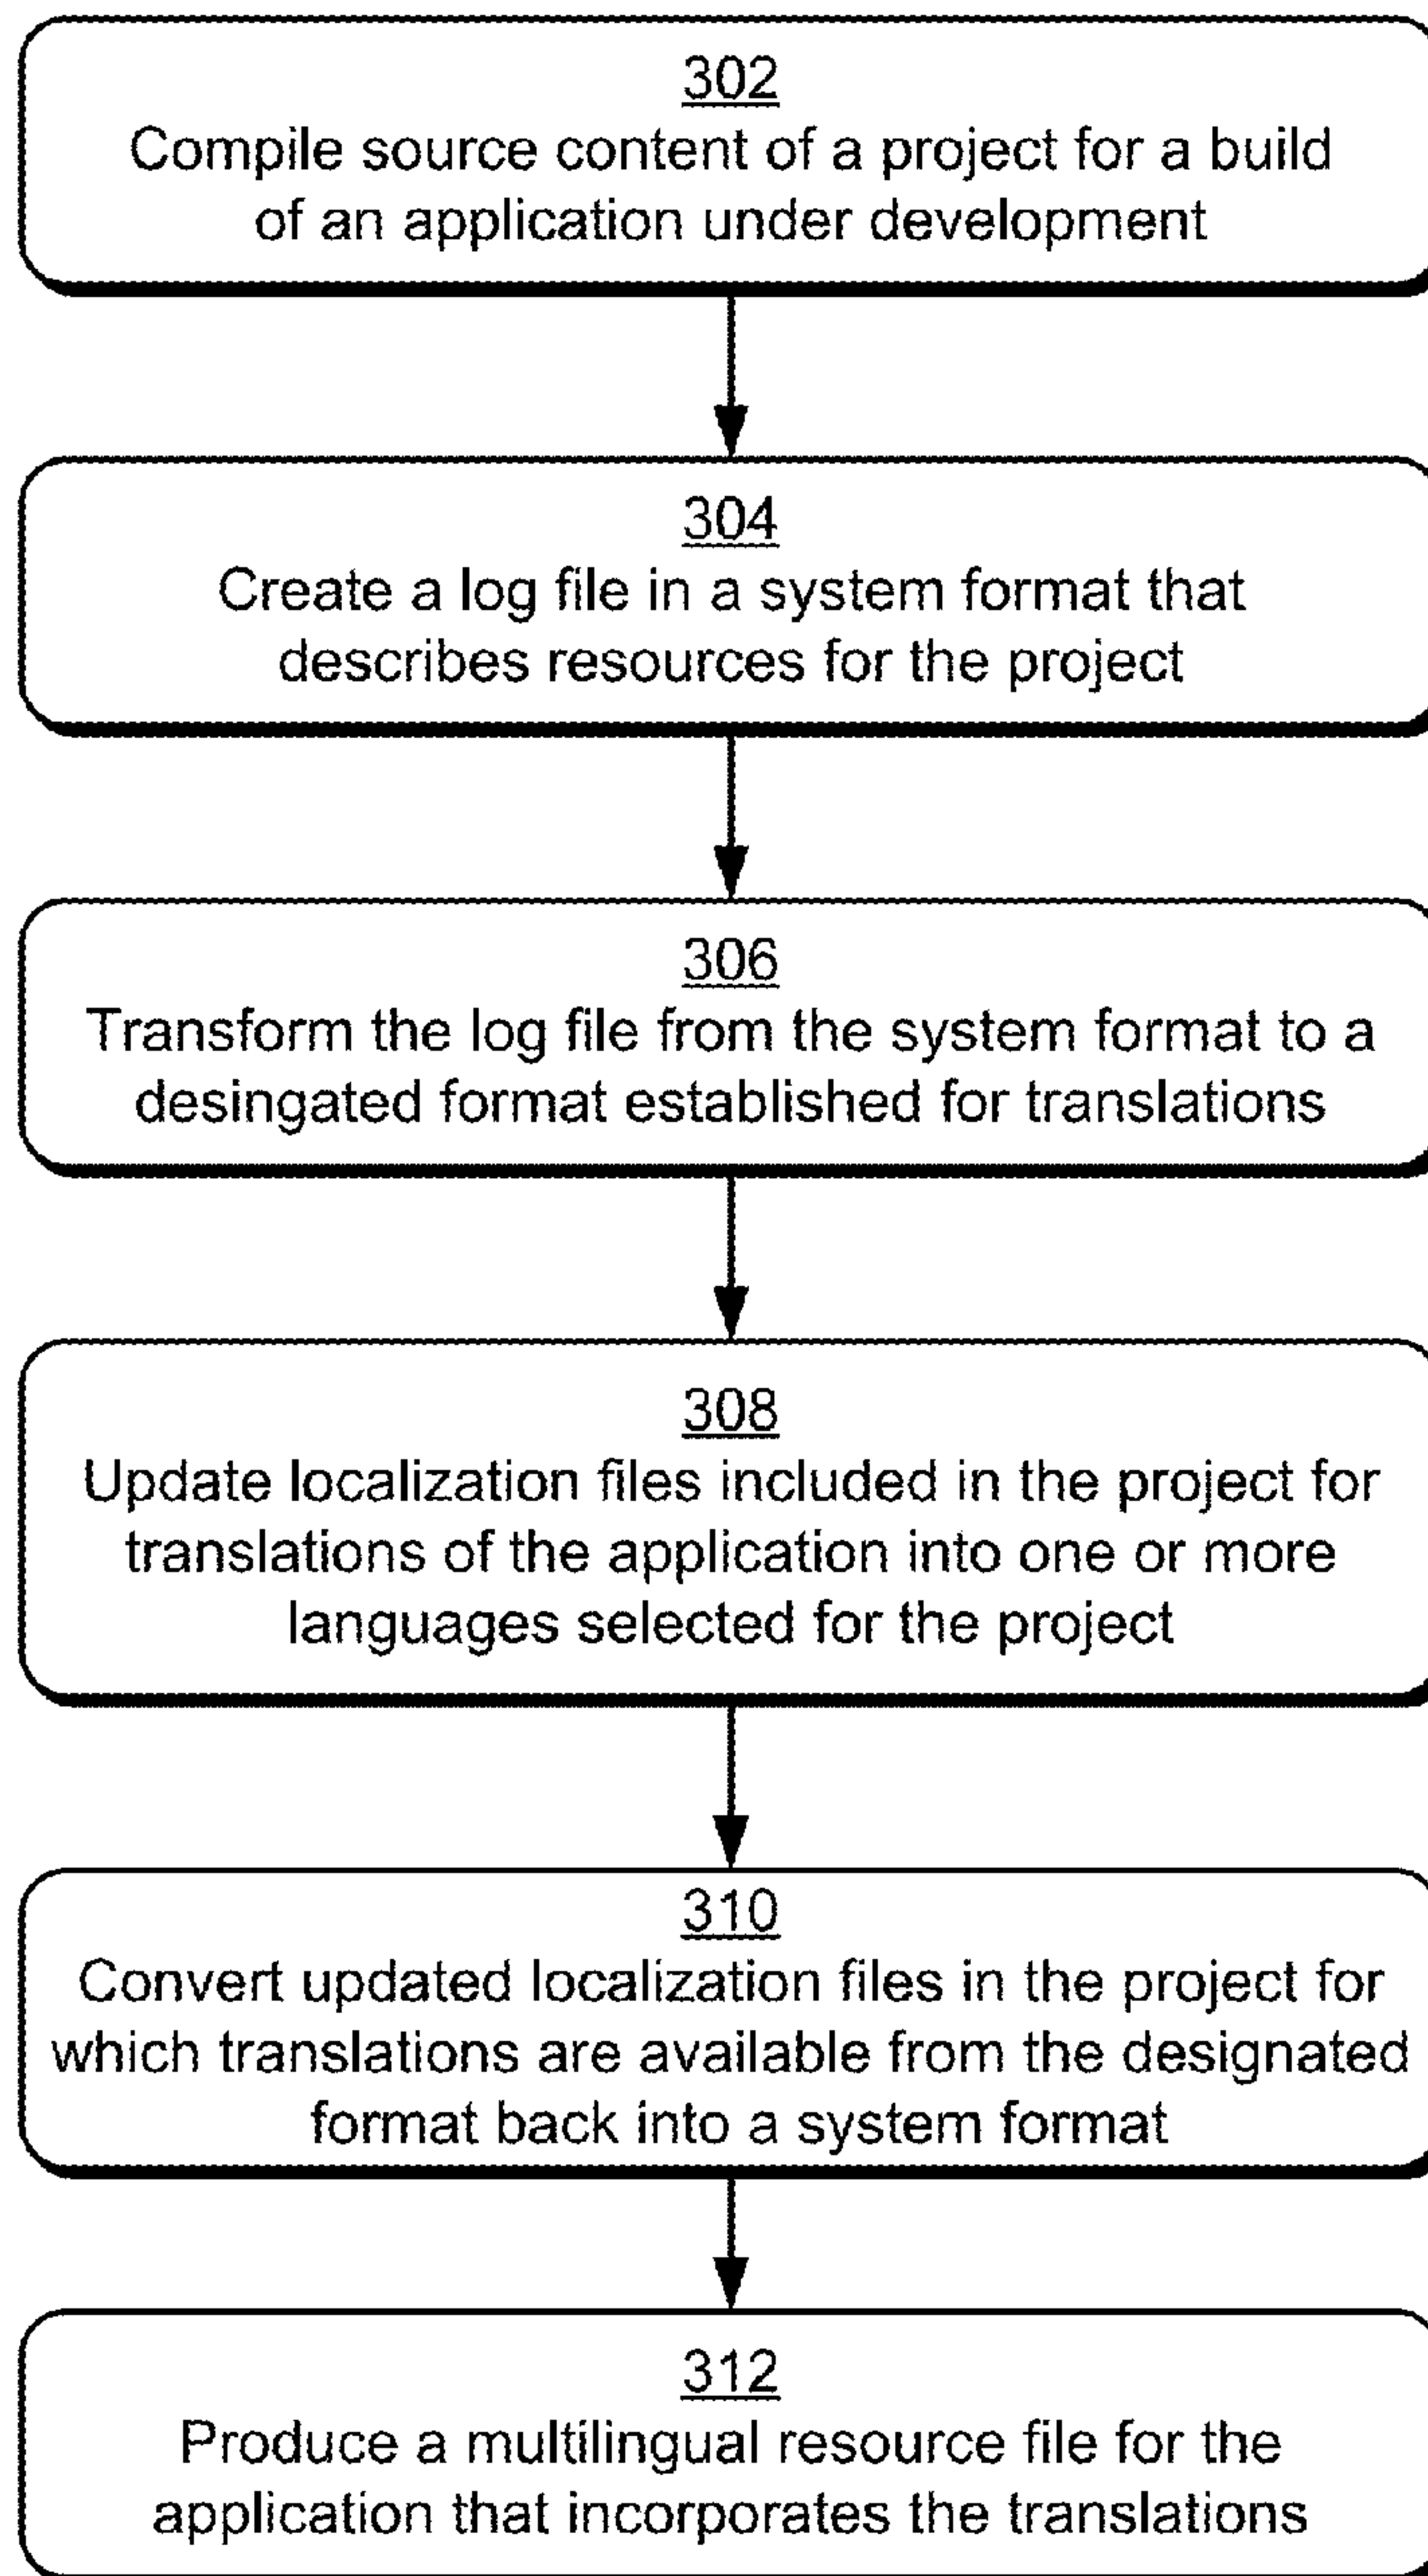 302
Compile source content of a project for a build
of an application under development
304
Create a log file in a system format that
describes resources for the project
306
Transform the log file from the system format to a
desingated format established for translations
308
Update localization files included in the project for
translations of the application into one or more
languages selected for the project
310
Convert updated localization files in the project for
which translations are available from the designated
format back into a system format
312
Produce a multilingual resource file for the
application that incorporates the translations